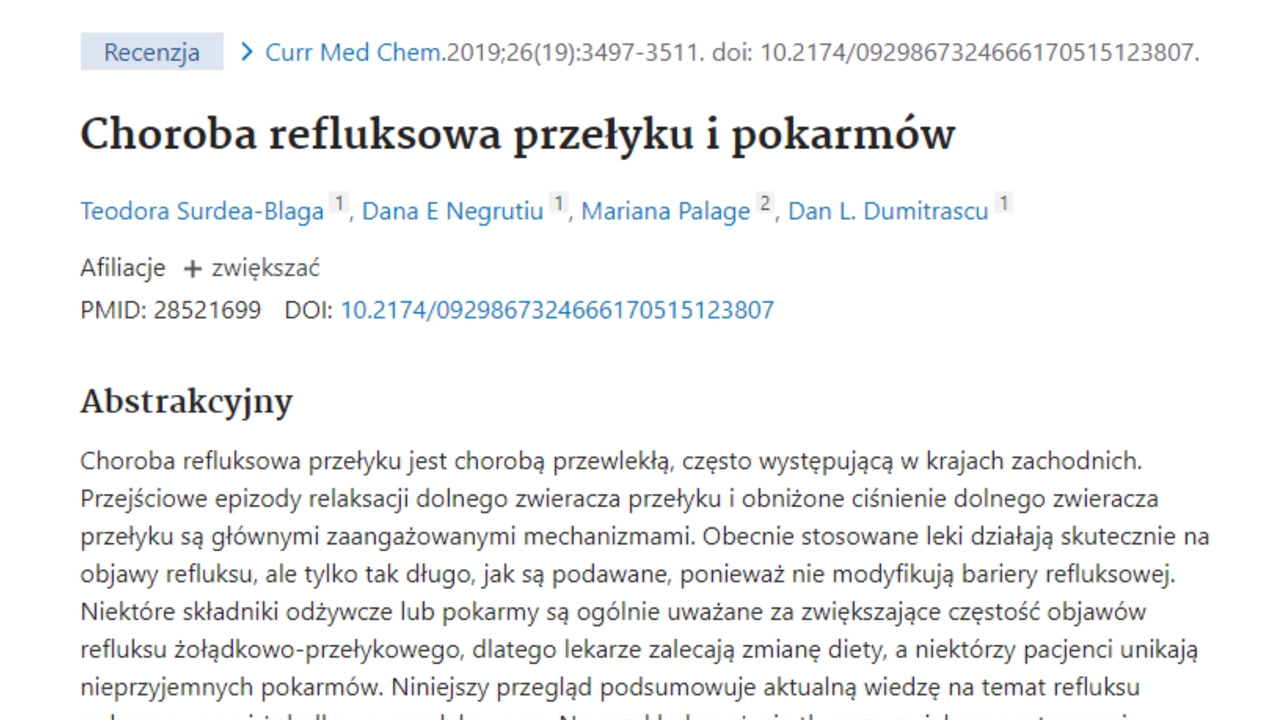 Recenzja > Curr Med Chem.2019;26(19):3497-3511. doi: 10.2174/0929867324666170515123807.
Choroba refluksowa przełyku i pokarmów
Teodora Surdea-Blaga 1, Dana E Negrutiu 1, Mariana Palage 2, Dan L. Dumitrascu 1
Afiliacje + zwiększać
PMID: 28521699 DOI: 10.2174/0929867324666170515123807
Abstrakcyjny
Choroba refluksowa przełyku jest chorobą przewlekłą, często występującą w krajach zachodnich.
Przejściowe epizody relaksacji dolnego zwieracza przełyku i obniżone ciśnienie dolnego zwieracza
przełyku są głównymi zaangażowanymi mechanizmami. Obecnie stosowane leki działają skutecznie na
objawy refluksu, ale tylko tak długo, jak są podawane, ponieważ nie modyfikują bariery refluksowej.
Niektóre składniki odżywcze lub pokarmy są ogólnie uważane za zwiększające częstość objawów
refluksu żołądkowo-przełykowego, dlatego lekarze zalecają zmianę diety, a niektórzy pacjenci unikają
nieprzyjemnych pokarmów. Niniejszy przegląd podsumowuje aktualną wiedzę na temat refluksu